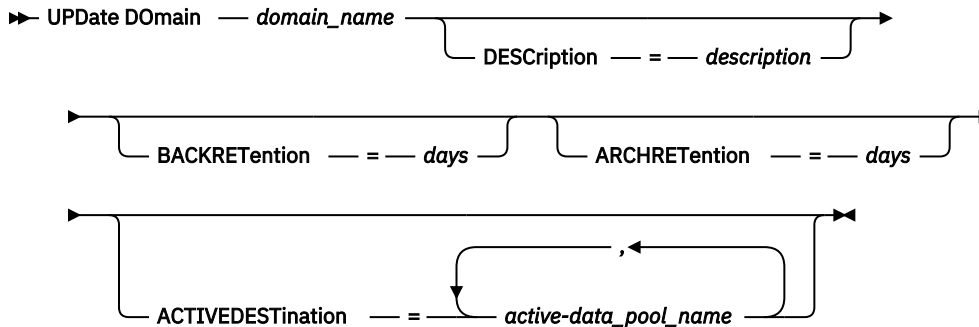 UPDate DOmain domain_name
DESCription = description
BACKRETention = days ARCHRETention = days
,
ACTIVEDESTination = active-data_pool_name